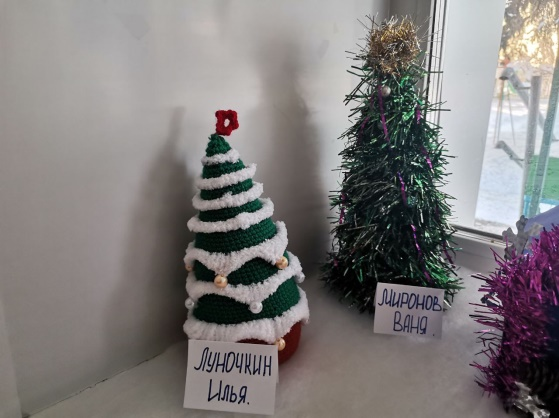 Луночкин
Илья.
Миронов
Ваня.